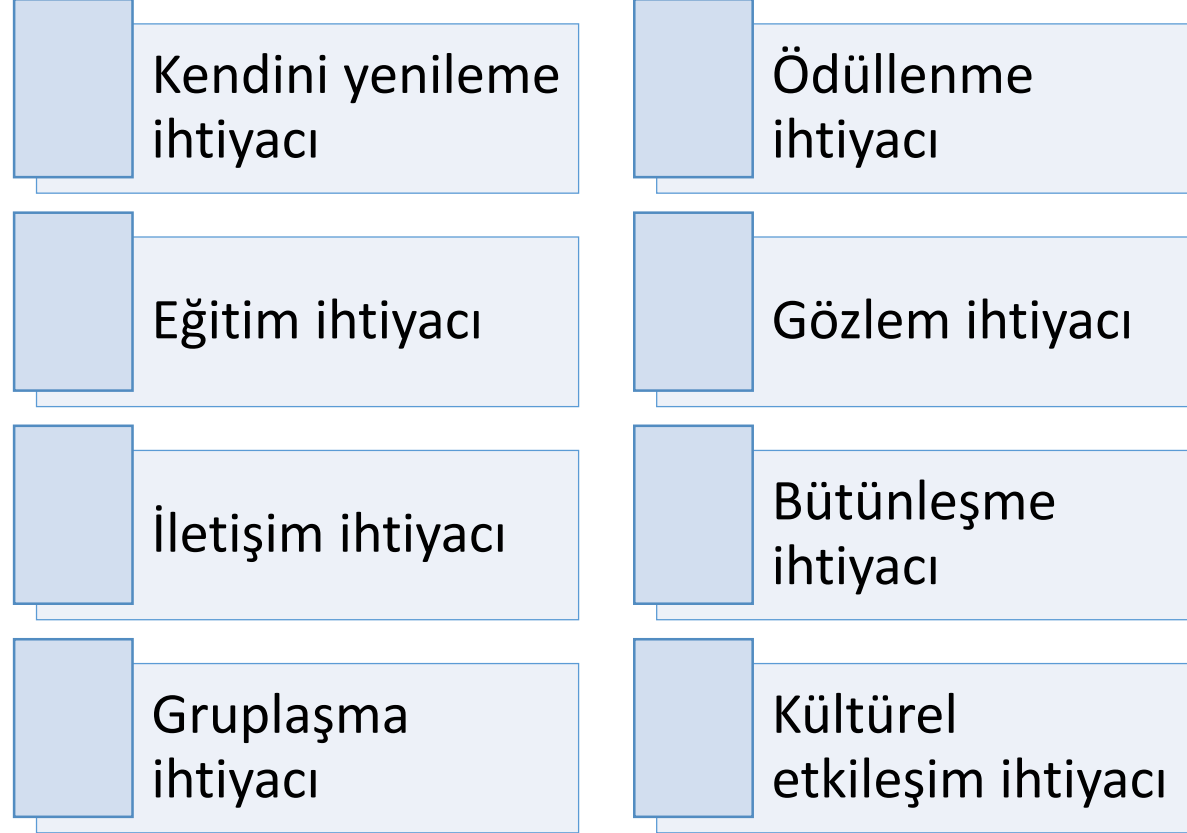 Kendini yenileme
ihtiyacı
Ödüllenme
ihtiyacı
Eğitim ihtiyacı
Gözlem ihtiyacı
İletişim ihtiyacı
Bütünleşme
ihtiyacı
Gruplaşma
ihtiyacı
Kültürel
etkileşim ihtiyacı